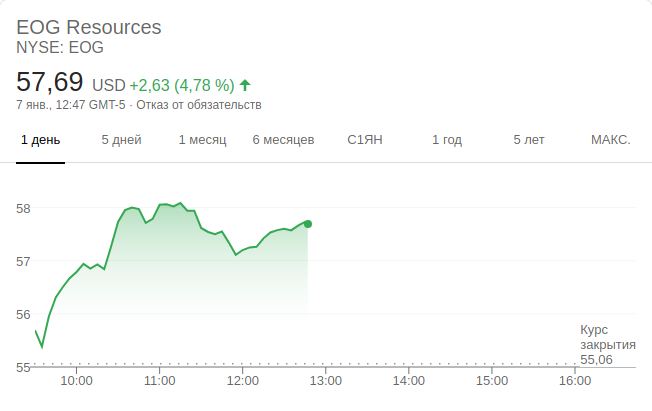 EOG Resources
NYSE: EOG
57,69 USD +2,63 (4,78 %)
7 янв., 12:47 GMT-5 · Отказ от обязательств
1 день 5 дней 1 месяц 6 месяцев С1ЯН 1 год 5 лет МАКС.
58
57
56
Курс
закрытия
55,06
55
10:00 11:00 12:00 13:00 14:00 15:00 16:00